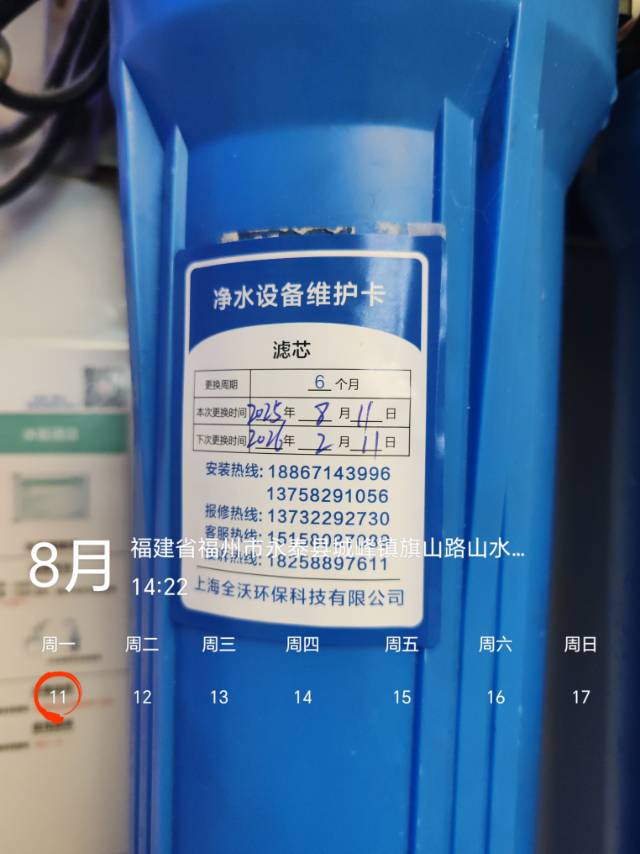 净水设备维护卡
滤芯
更换周期 6 个月
本次更换时间 2025 年 8 月 11 日
下次更换时间 2026 年 2 月 11 日
安装热线: 18867143996
13758291056
报修热线: 13732292730
客服热线:
热线: 18258897611
上海全沃环保科技有限公司
8月
福建省福州市永泰县城峰镇旗山路山水...
14:22
周一 周二 周三 周四 周五 周六 周日
11 12 13 14 15 16 17